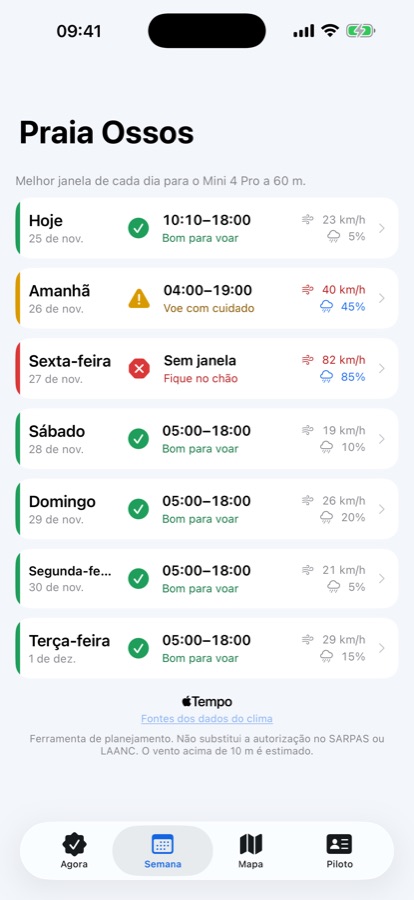 09:41
Praia Ossos
Melhor janela de cada dia para o Mini 4 Pro a 60 m.
Hoje
25 de nov.
10:10–18:00
Bom para voar
23 km/h
5%
Amanhã
26 de nov.
04:00–19:00
Voe com cuidado
40 km/h
45%
Sexta-feira
27 de nov.
Sem janela
Fique no chão
82 km/h
85%
Sábado
28 de nov.
05:00–18:00
Bom para voar
19 km/h
10%
Domingo
29 de nov.
05:00–18:00
Bom para voar
26 km/h
20%
Segunda-fe...
30 de nov.
05:00–18:00
Bom para voar
21 km/h
5%
Terça-feira
1 de dez.
05:00–18:00
Bom para voar
29 km/h
15%
Tempo
Fontes dos dados do clima
Ferramenta de planejamento. Não substitui a autorização no SARPAS ou
LAANC. O vento acima de 10 m é estimado.
Agora
Semana
Mapa
Piloto